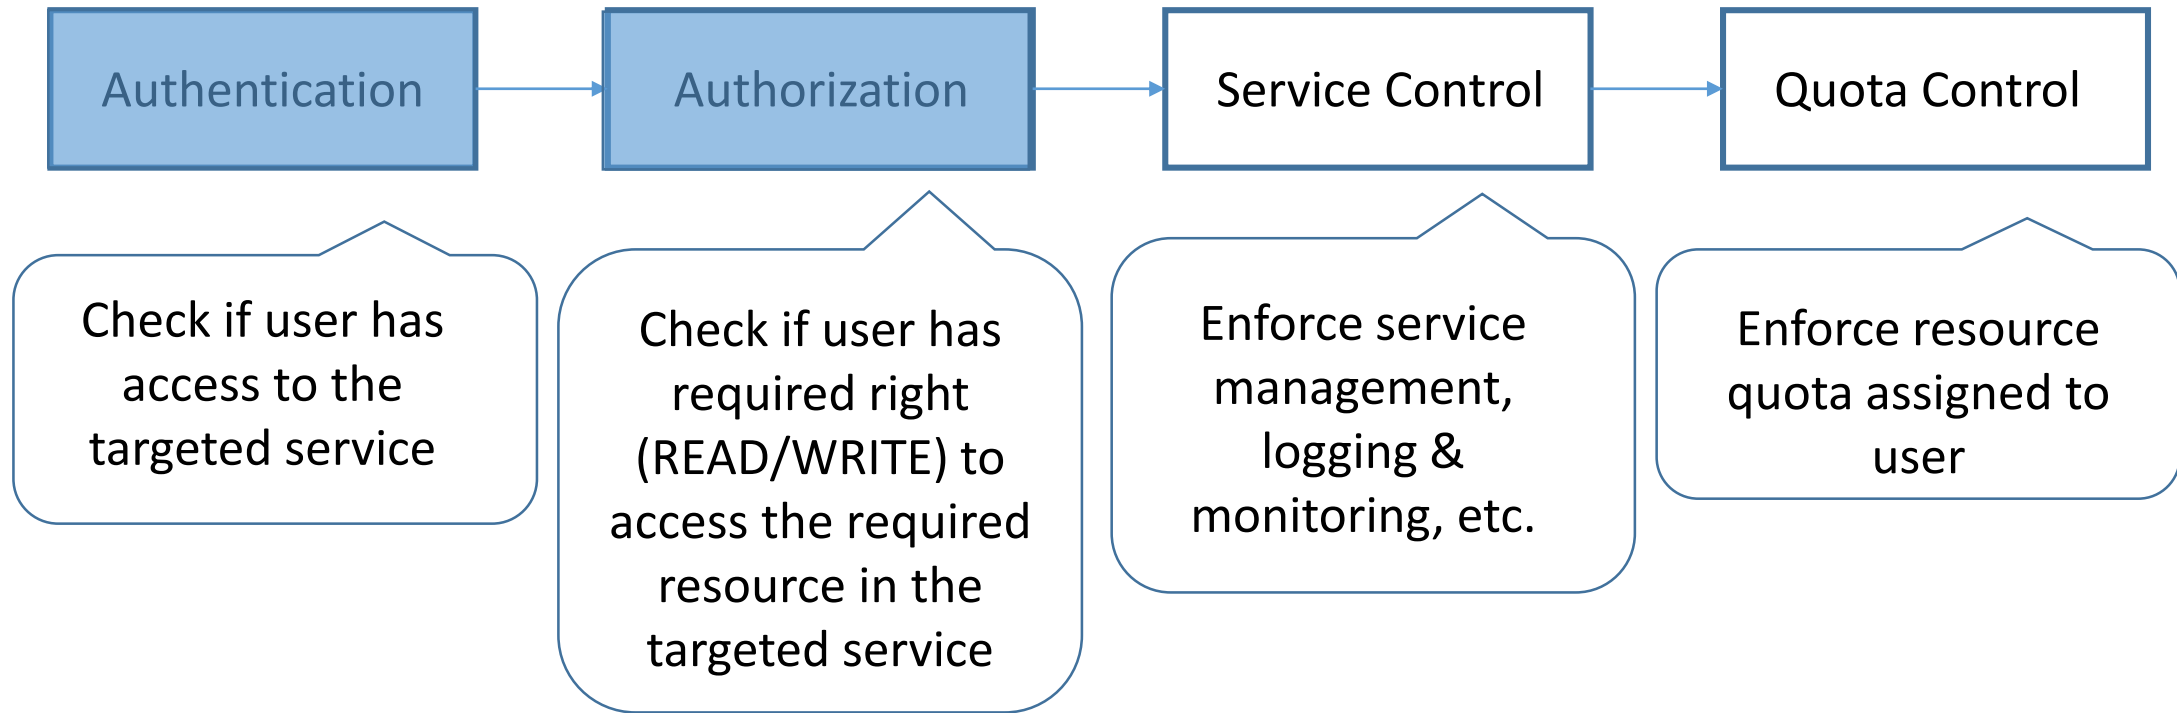 Authentication
Authorization
Service Control
Quota Control
Check if user has
access to the
targeted service
Check if user has
required right
(READ/WRITE) to
access the required
resource in the
targeted service
Enforce service
management,
logging &
monitoring, etc.
Enforce resource
quota assigned to
user